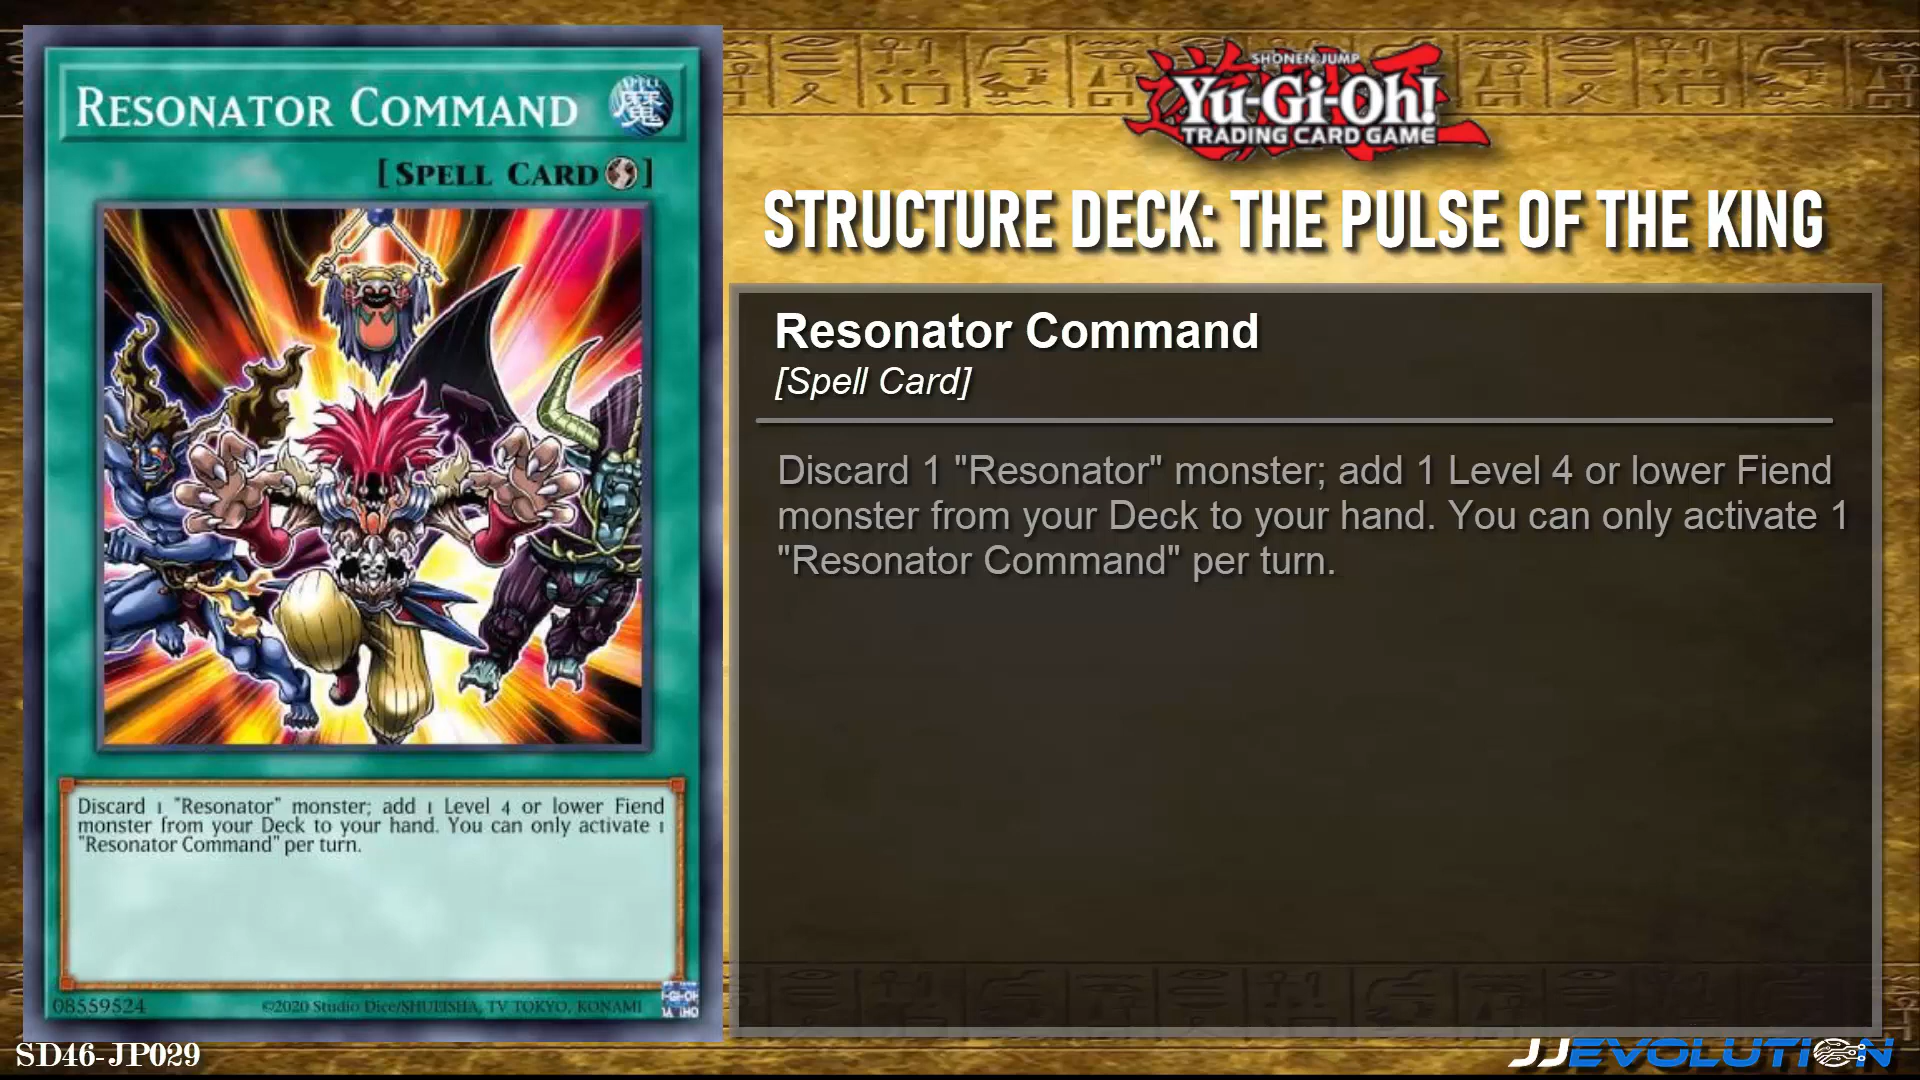 RESONATOR COMMAND
魔
[SPELL CARD]
Discard 1 "Resonator" monster; add 1 Level 4 or lower Fiend
monster from your Deck to your hand. You can only activate 1
"Resonator Command" per turn.
08559524
©2020 Studio Dice/SHUEISHA, TV TOKYO, KONAMI
SD46-JP029
SHONEN JUMP
Yu-Gi-Oh!
TRADING CARD GAME
STRUCTURE DECK: THE PULSE OF THE KING
Resonator Command
[Spell Card]
Discard 1 "Resonator" monster; add 1 Level 4 or lower Fiend
monster from your Deck to your hand. You can only activate 1
"Resonator Command" per turn.
JJEVOLUTION